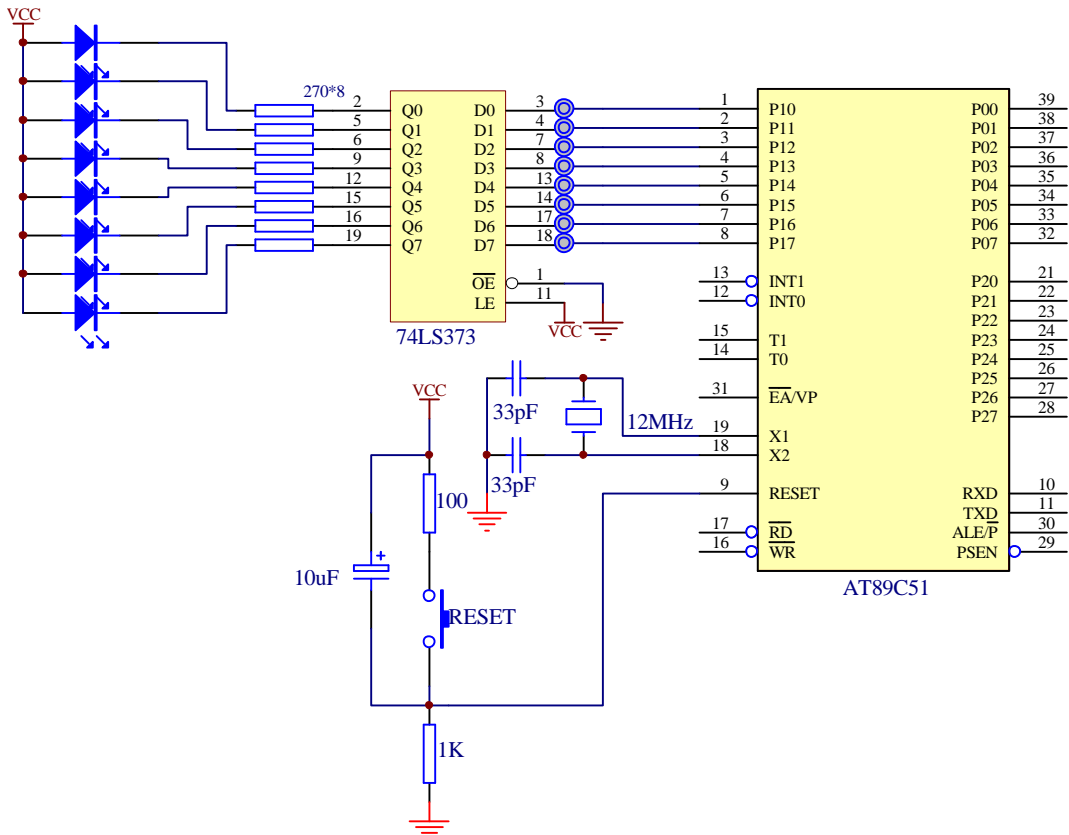 VCC
270*8
2 Q0 D0 3
5 Q1 D1 4
6 Q2 D2 7
9 Q3 D3 8
12 Q4 D4 13
15 Q5 D5 14
16 Q6 D6 17
19 Q7 D7 18
OE 1
LE 11
VCC
74LS373
1 P10 P00 39
2 P11 P01 38
3 P12 P02 37
4 P13 P03 36
5 P14 P04 35
6 P15 P05 34
7 P16 P06 33
8 P17 P07 32
13 INT1 P20 21
12 INT0 P21 22
P22 23
15 T1 P23 24
14 T0 P24 25
P25 26
31 EA/VP P26 27
P27 28
19 X1
18 X2
9 RESET RXD 10
TXD 11
17 RD ALE/P 30
16 WR PSEN 29
AT89C51
33pF
12MHz
33pF
VCC
100
10uF
RESET
1K